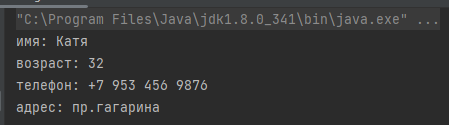 "C:\Program Files\Java\jdk1.8.0_341\bin\java.exe" ...
имя: Катя
возраст: 32
телефон: +7 953 456 9876
адрес: пр.гагарина